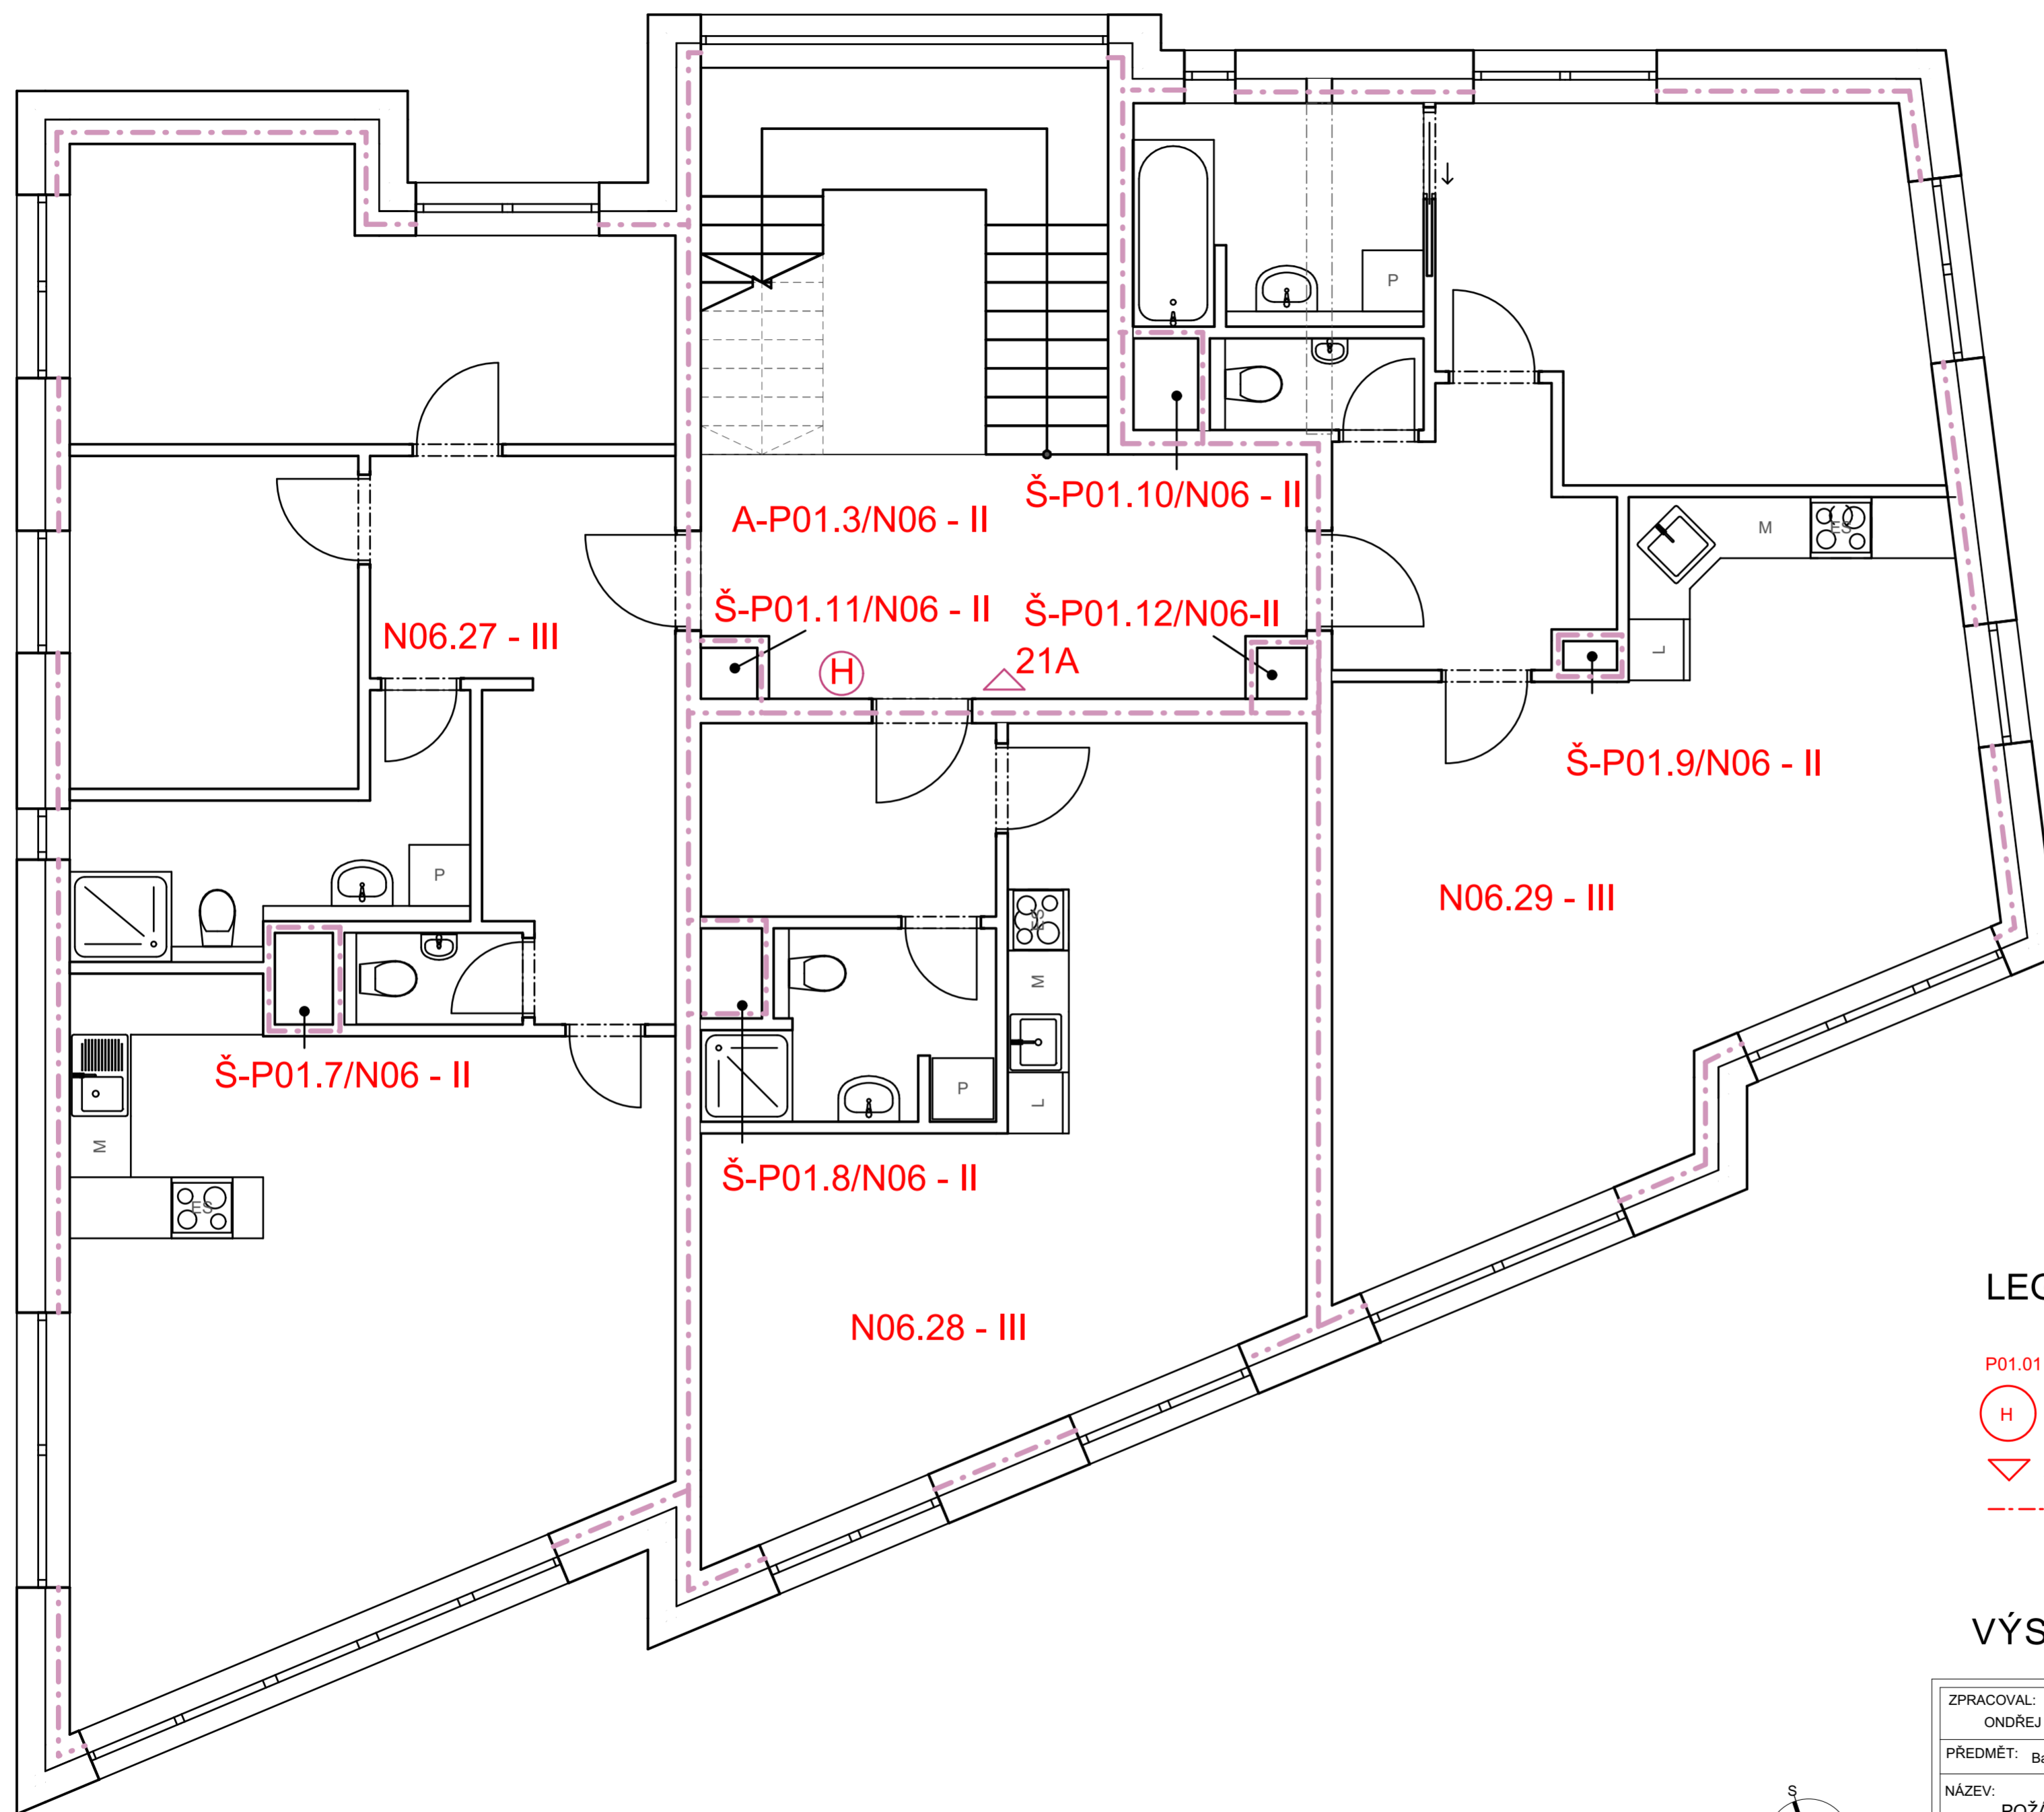 P
Š-P01.10/N06 - II
A-P01.3/N06 - II
M
ES
Š-P01.11/N06 - II
Š-P01.12/N06-II
N06.27 - III
H
21A
L
Š-P01.9/N06 - II
P
N06.29 - III
ES
M
Š-P01.7/N06 - II
P
L
M
Š-P01.8/N06 - II
ES
N06.28 - III
P01.01
H
ZPRACOVAL:
ONDŘEJ
PŘEDMĚT:
NÁZEV:
S